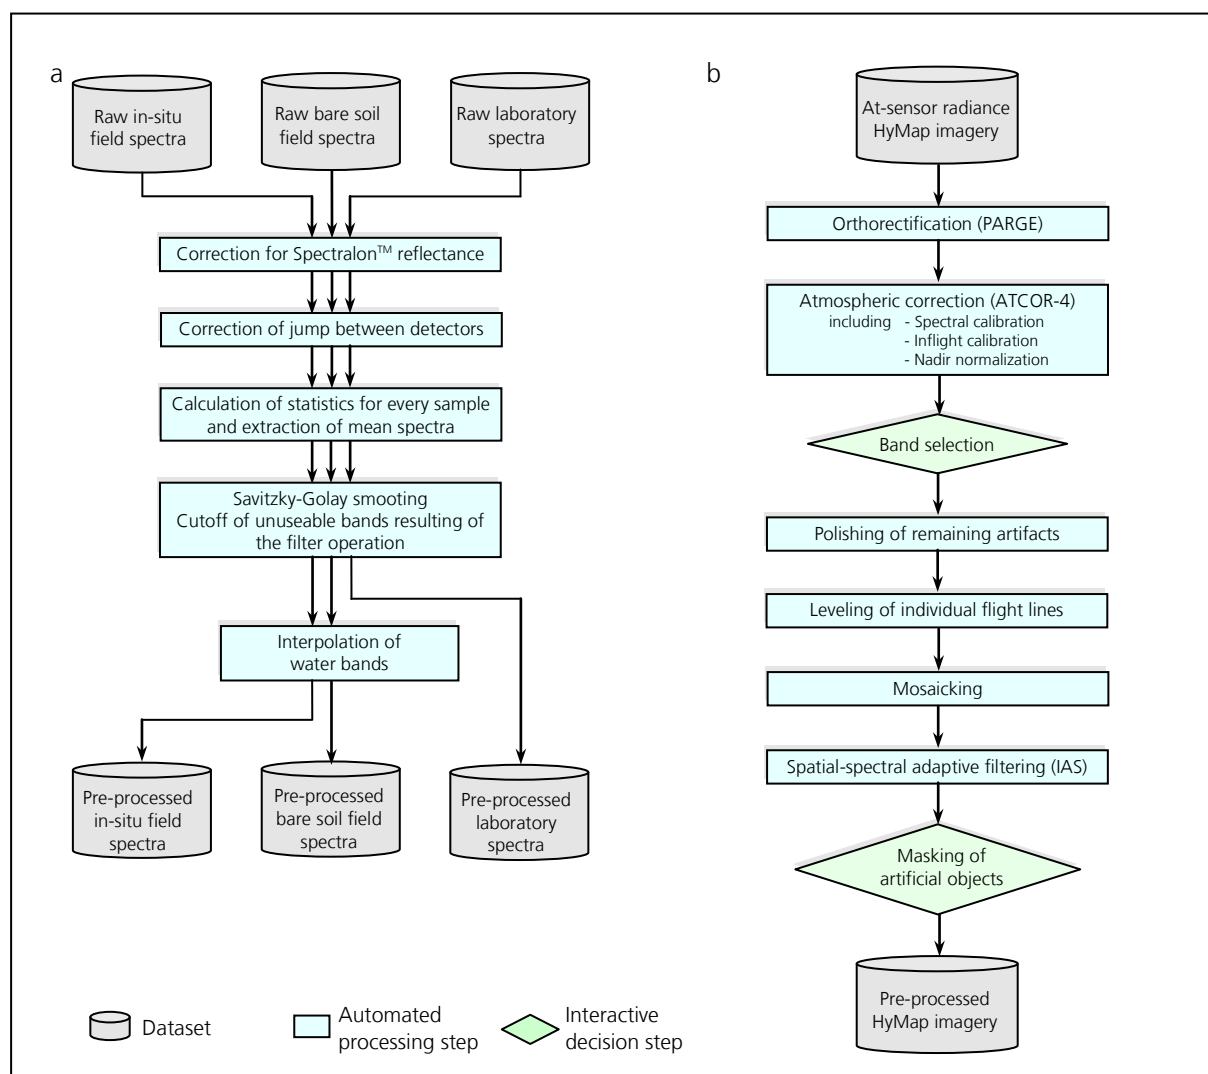 a
Raw in-situ
field spectra
Raw bare soil
field spectra
Raw laboratory
spectra
Correction for Spectralon™ reflectance
Correction of jump between detectors
Calculation of statistics for every sample
and extraction of mean spectra
Savitzky-Golay smooting
Cutoff of unuseable bands resulting of
the filter operation
Interpolation of
water bands
Pre-processed
in-situ field
spectra
Pre-processed
bare soil field
spectra
Pre-processed
laboratory
spectra
b
At-sensor radiance
HyMap imagery
Orthorectification (PARGE)
Atmospheric correction (ATCOR-4)
including - Spectral calibration
- Inflight calibration
- Nadir normalization
Band selection
Polishing of remaining artifacts
Leveling of individual flight lines
Mosaicking
Spatial-spectral adaptive filtering (IAS)
Masking of
artificial objects
Pre-processed
HyMap imagery
Dataset
Automated
processing step
Interactive
decision step